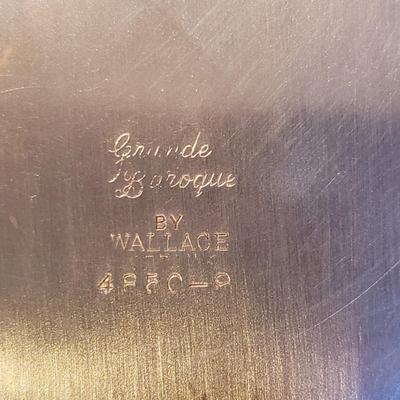 Grande
Baroque
BY
WALLACE
4850-9